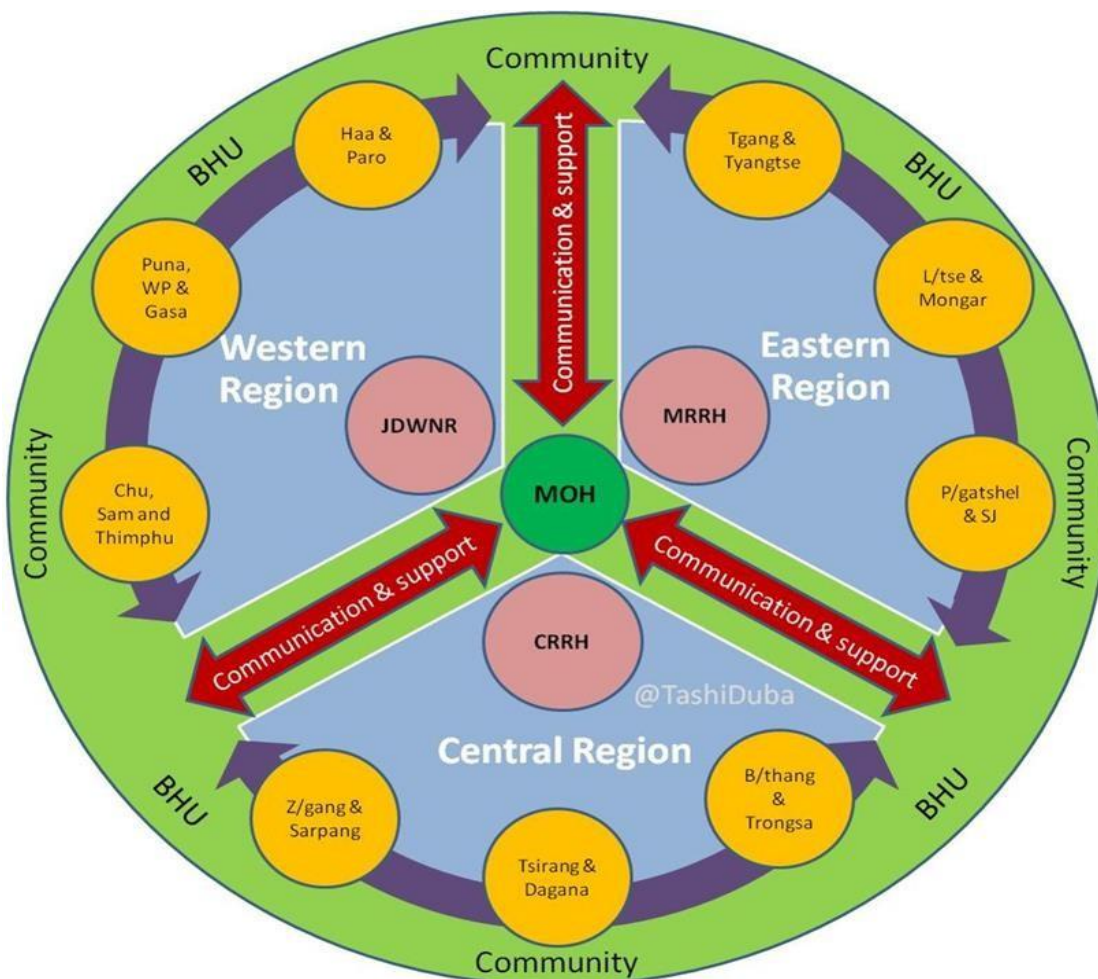 Community
Haa &
Paro
Tgang &
Tyangtse
BHU
BHU
Communication & support
Puna,
WP &
Gasa
L/tse &
Mongar
Western
Region
Eastern
Region
JDWNR
MRRH
MOH
Community
Chu,
Sam and
Thimphu
P/gatshel
& SJ
Community
Communication & support
Communication & support
CRRH
@TashiDuba
Central Region
BHU
Z/gang &
Sarpang
Tsirang &
Dagana
B/thang
&
Trongsa
BHU
Community